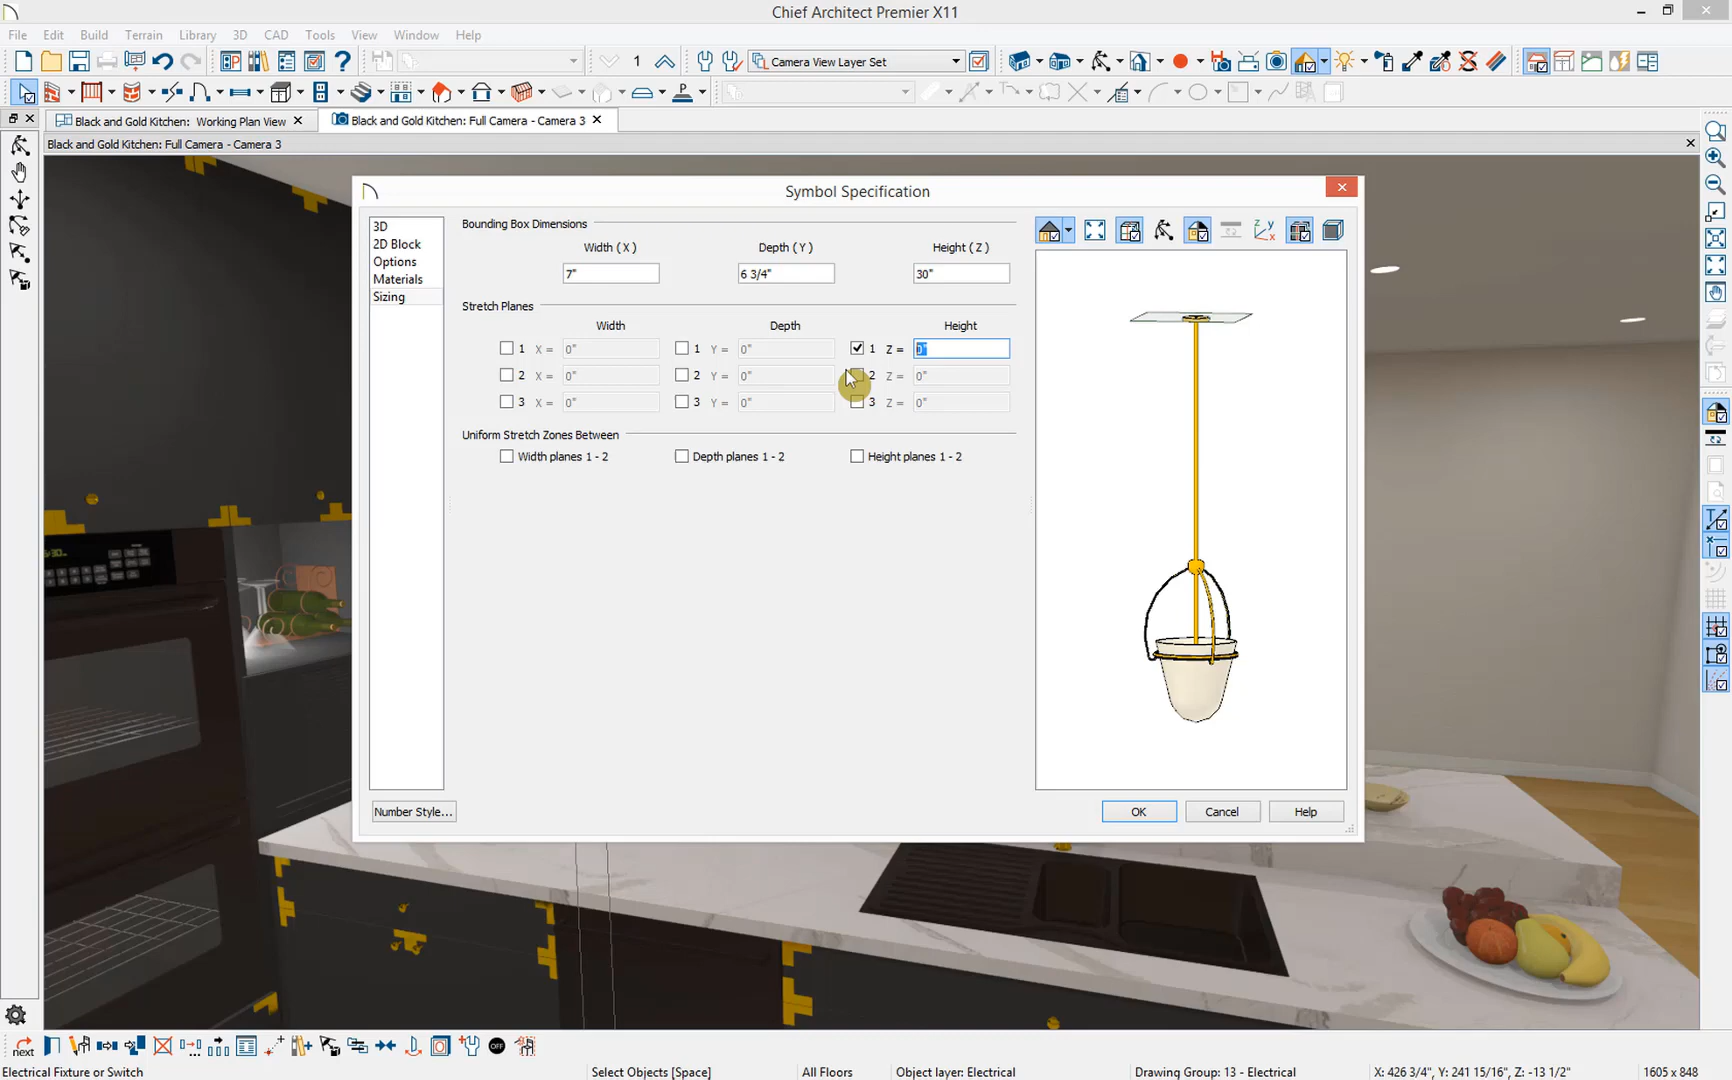 Chief Architect Premier X11
File Edit Build Terrain Library 3D CAD Tools View Window Help
1 Camera View Layer Set
Black and Gold Kitchen: Working Plan View Black and Gold Kitchen: Full Camera - Camera 3
Black and Gold Kitchen: Full Camera - Camera 3
Symbol Specification
3D
2D Block
Options
Materials
Sizing
Bounding Box Dimensions
Width ( X ) Depth ( Y ) Height ( Z )
7" 6 3/4" 30"
Stretch Planes
Width Depth Height
1 X = 0" 1 Y = 0" 1 Z = 0"
2 X = 0" 2 Y = 0" 2 Z = 0"
3 X = 0" 3 Y = 0" 3 Z = 0"
Uniform Stretch Zones Between
Width planes 1 - 2 Depth planes 1 - 2 Height planes 1 - 2
Number Style... OK Cancel Help
next OFF
Electrical Fixture or Switch Select Objects [Space] All Floors Object layer: Electrical Drawing Group: 13 - Electrical X: 426 3/4", Y: 241 15/16", Z: -13 1/2" 1605 x 848